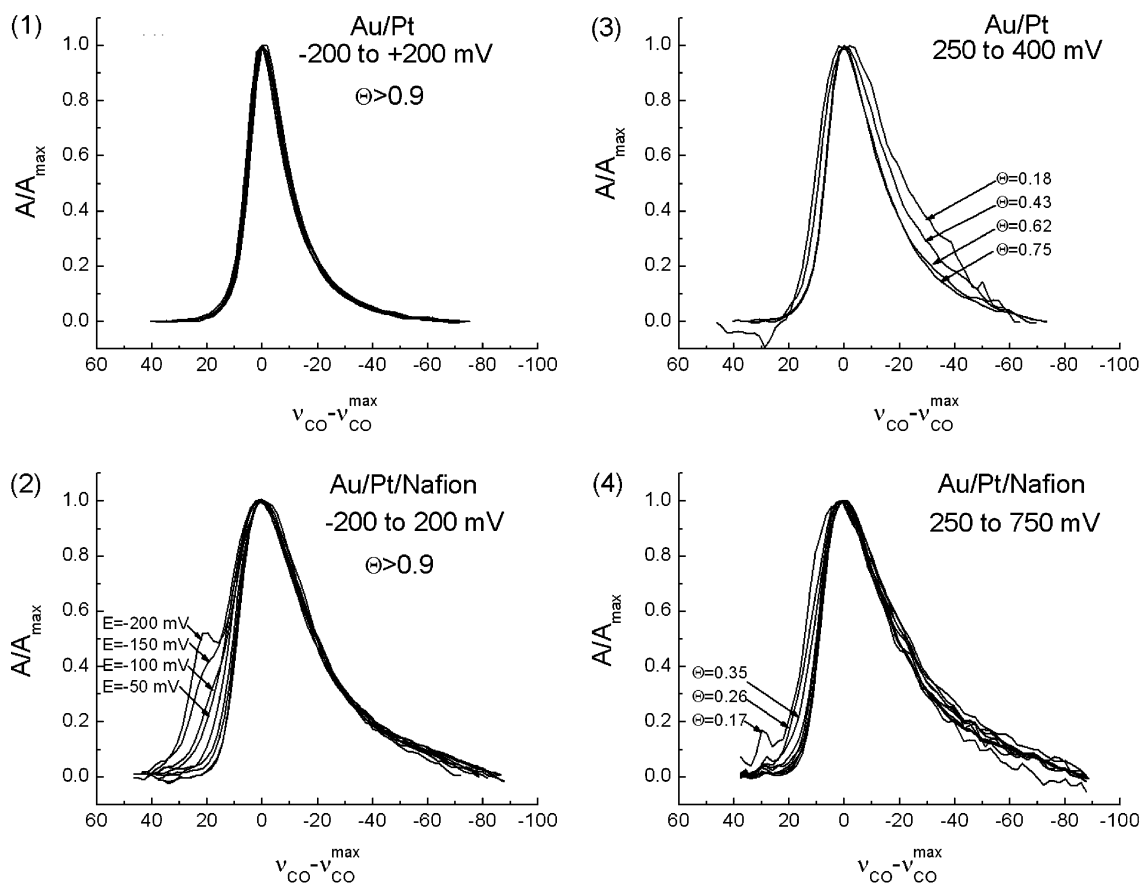 (1)
Au/Pt
-200 to +200 mV
Θ>0.9
1.0
0.8
0.6
0.4
0.2
0.0
A/A_max
60 40 20 0 -20 -40 -60 -80 -100
ν_CO-ν_CO^max
(3)
Au/Pt
250 to 400 mV
1.0
0.8
0.6
0.4
0.2
0.0
A/A_max
Θ=0.18
Θ=0.43
Θ=0.62
Θ=0.75
60 40 20 0 -20 -40 -60 -80 -100
ν_CO-ν_CO^max
(2)
Au/Pt/Nafion
-200 to 200 mV
Θ>0.9
1.0
0.8
0.6
0.4
0.2
0.0
A/A_max
E=-200 mV
E=-150 mV
E=-100 mV
E=-50 mV
60 40 20 0 -20 -40 -60 -80 -100
ν_CO-ν_CO^max
(4)
Au/Pt/Nafion
250 to 750 mV
1.0
0.8
0.6
0.4
0.2
0.0
A/A_max
Θ=0.35
Θ=0.26
Θ=0.17
60 40 20 0 -20 -40 -60 -80 -100
ν_CO-ν_CO^max